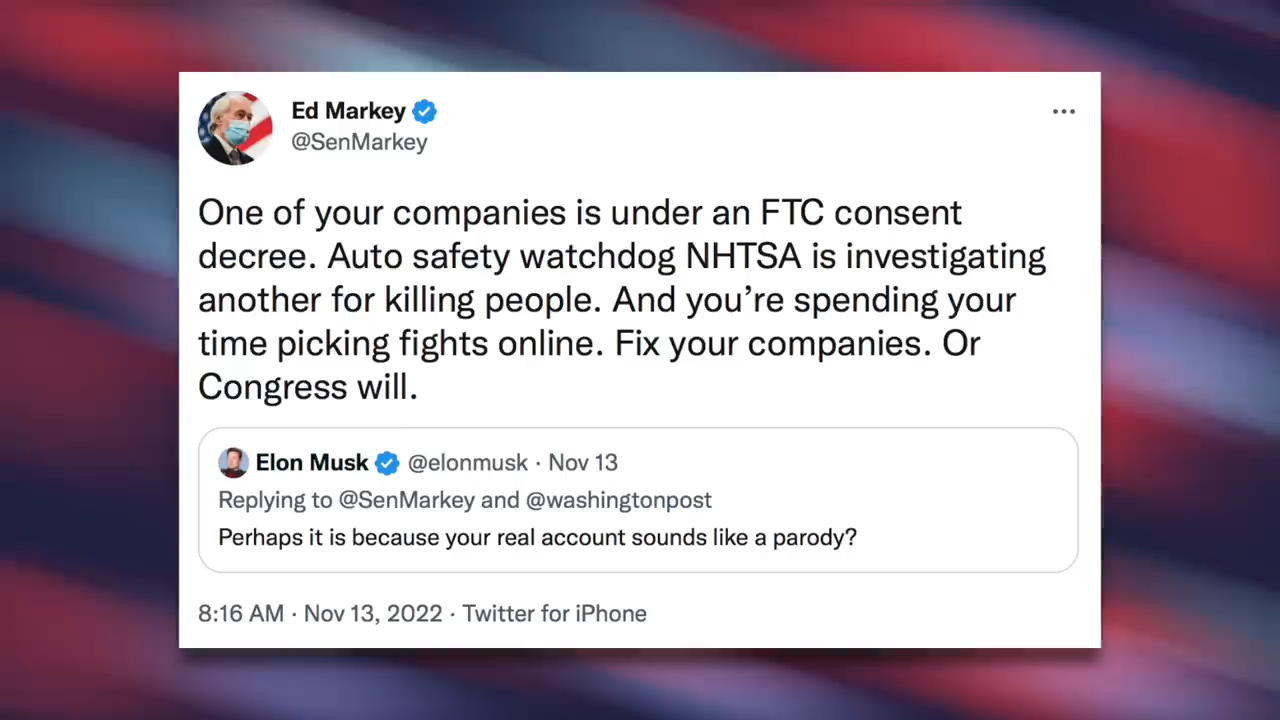 Ed Markey
@SenMarkey
One of your companies is under an FTC consent
decree. Auto safety watchdog NHTSA is investigating
another for killing people. And you’re spending your
time picking fights online. Fix your companies. Or
Congress will.
Elon Musk @elonmusk · Nov 13
Replying to @SenMarkey and @washingtonpost
Perhaps it is because your real account sounds like a parody?
8:16 AM · Nov 13, 2022 · Twitter for iPhone